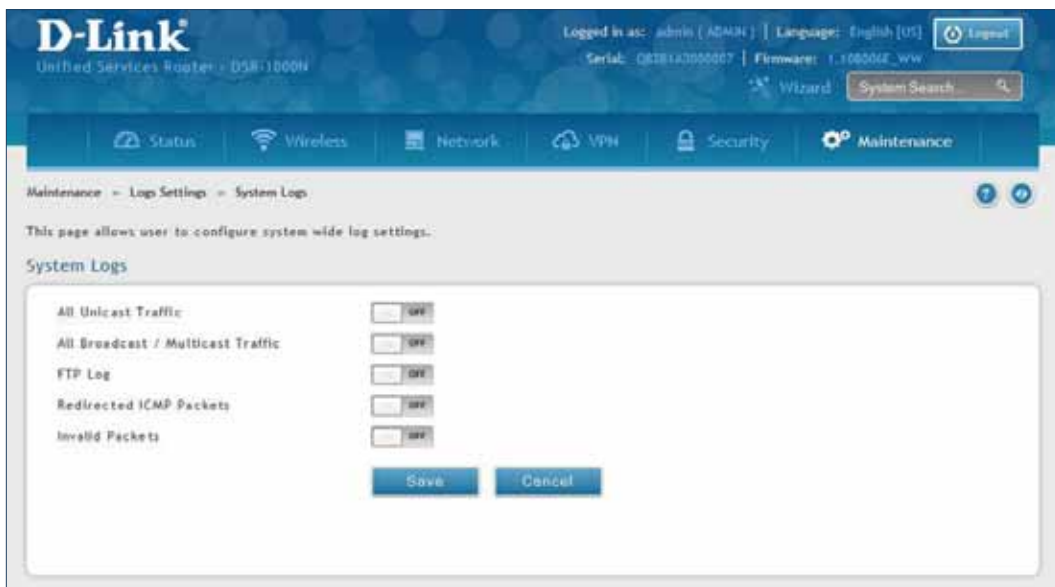 D-Link
Logged in as: admin [ ADMIN ] | Language: English [US]
Logout
Unified Services Router - DSR-1000N
Serial: | Firmware:
Wizard
System Search
Status
Wireless
Network
VPN
Security
Maintenance
Maintenance » Logs Settings » System Logs
?
This page allows user to configure system wide log settings.
System Logs
All Unicast Traffic OFF
All Broadcast / Multicast Traffic OFF
FTP Log OFF
Redirected ICMP Packets OFF
Invalid Packets OFF
Save Cancel